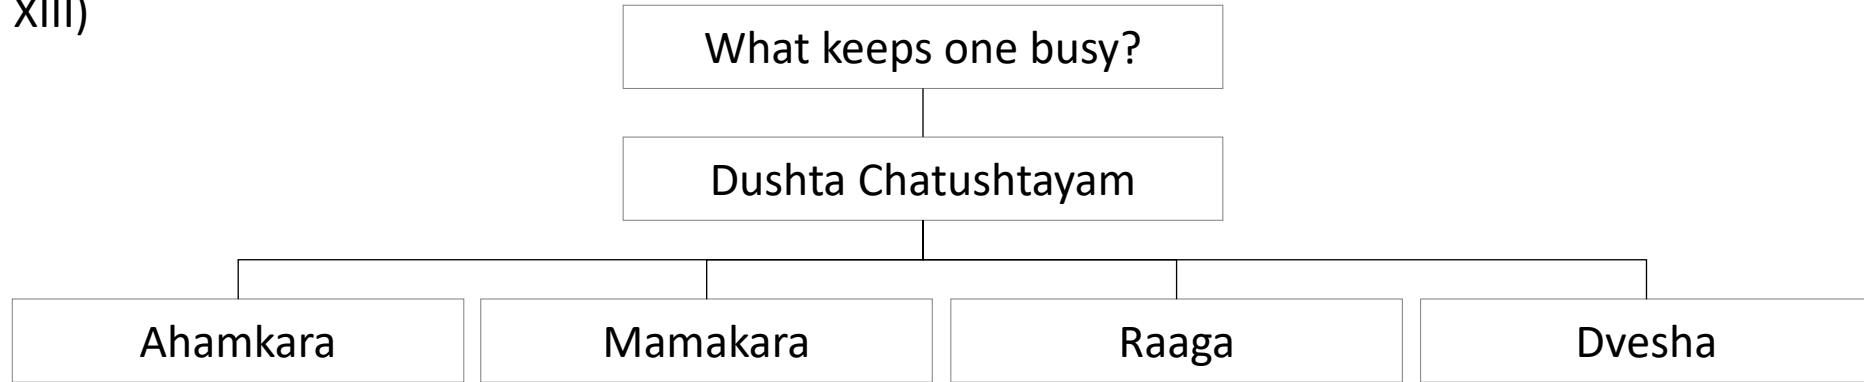 XIII)
What keeps one busy?
Dushta Chatushtayam
Ahamkara
Mamakara
Raaga
Dvesha